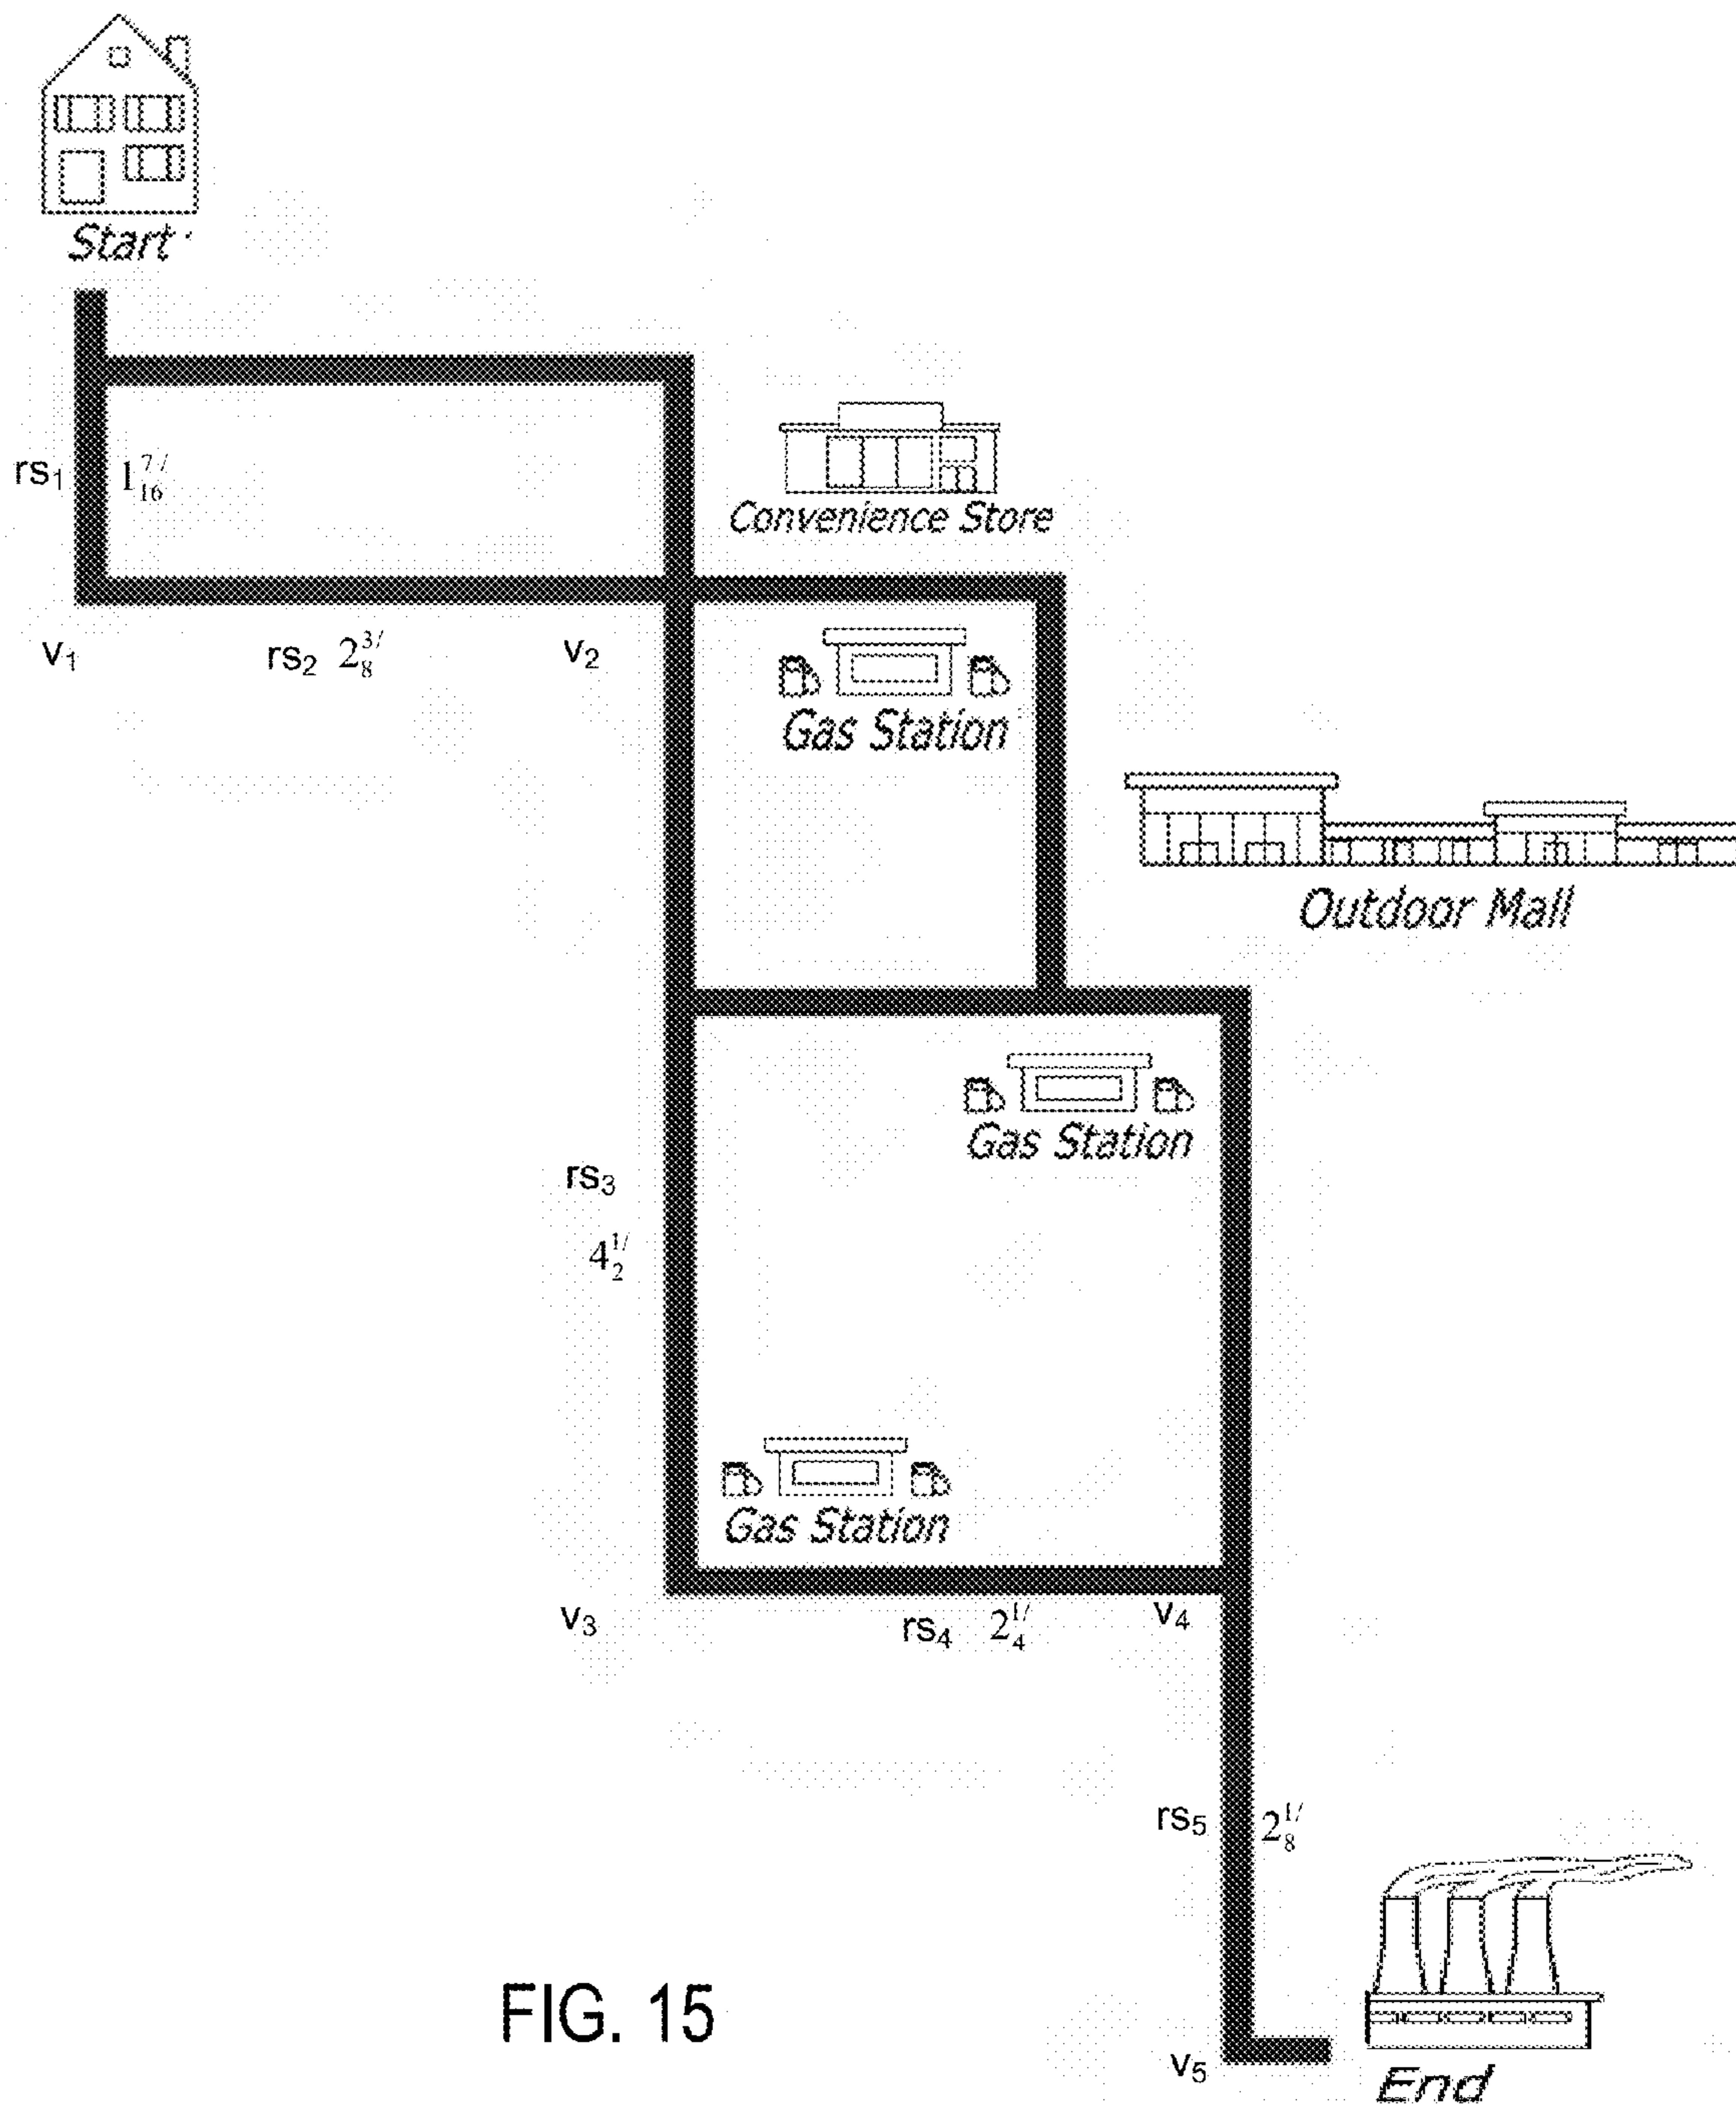 Start
rs₁ 1 7/16
Convenience Store
v₁ rs₂ 2 3/8 v₂
Gas Station
Outdoor Mall
Gas Station
rs₃
4 1/2
Gas Station
v₃ rs₄ 2 1/4 v₄
rs₅ 2 1/8
FIG. 15
v₅
End